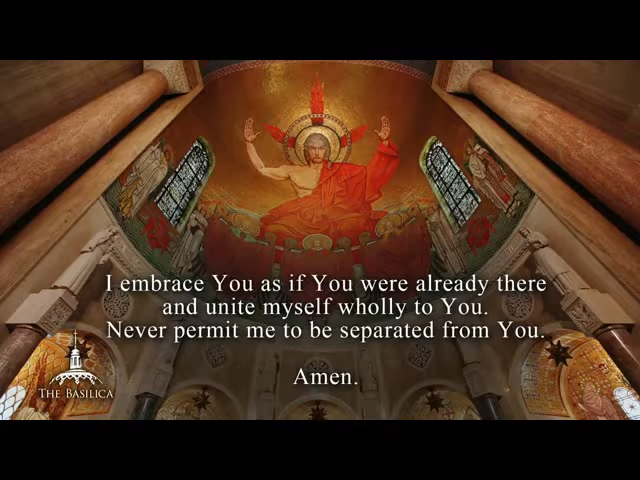 I embrace You as if You were already there
and unite myself wholly to You.
Never permit me to be separated from You.
Amen.
THE BASILICA